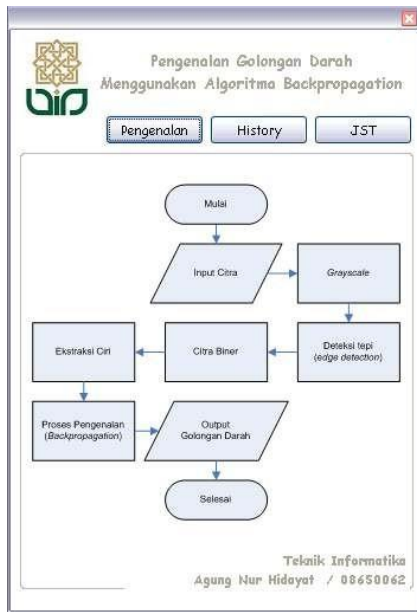 Pengenalan Golongan Darah
Menggunakan Algoritma Backpropagation
Pengenalan
History
JST
Mulai
Input Citra
Grayscale
Deteksi tepi
(edge detection)
Citra Biner
Ekstraksi Ciri
Proses Pengenalan
(Backpropagation)
Output
Golongan Darah
Selesai
Teknik Informatika
Agung Nur Hidayat / 08650062